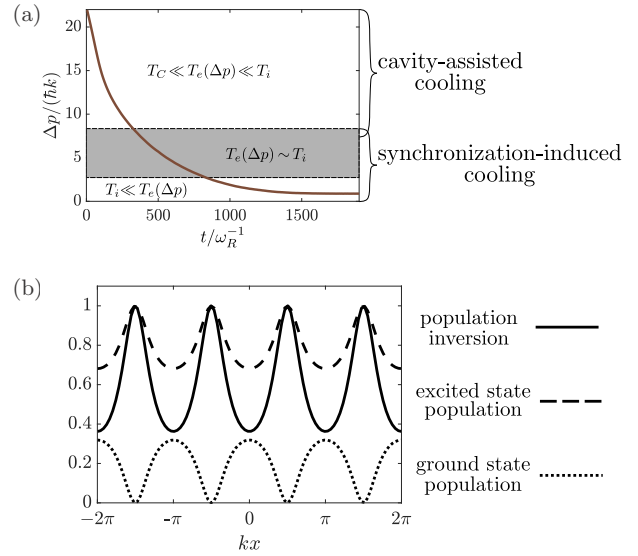 (a)
20
15
10
5
0
Δp/(ħk)
T_C ≪ T_e(Δp) ≪ T_i
T_e(Δp) ∼ T_i
T_i ≪ T_e(Δp)
0 500 1000 1500
t/ω_R^{-1}
cavity-assisted
cooling
synchronization-induced
cooling
(b)
1
0.8
0.6
0.4
0.2
0
−2π -π 0 π 2π
kx
population
inversion
excited state
population
ground state
population